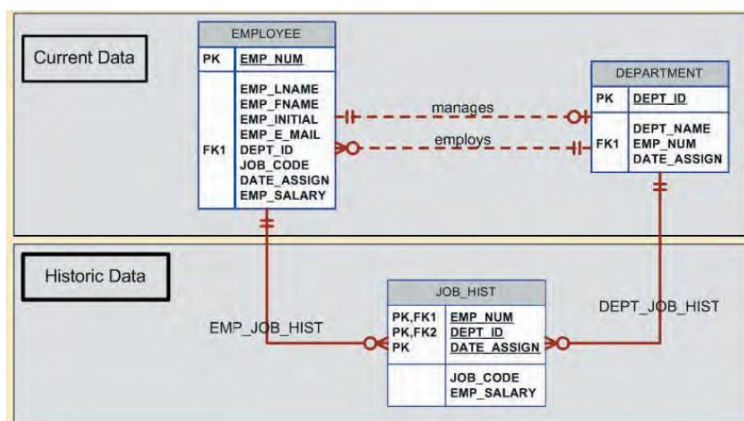 Current Data
EMPLOYEE
PK EMP_NUM
EMP_LNAME
EMP_FNAME
EMP_INITIAL
EMP_E_MAIL
FK1 DEPT_ID
JOB_CODE
DATE_ASSIGN
EMP_SALARY
manages
employs
DEPARTMENT
PK DEPT_ID
DEPT_NAME
FK1 EMP_NUM
DATE_ASSIGN
Historic Data
EMP_JOB_HIST
JOB_HIST
PK,FK1 EMP_NUM
PK,FK2 DEPT_ID
PK DATE_ASSIGN
JOB_CODE
EMP_SALARY
DEPT_JOB_HIST